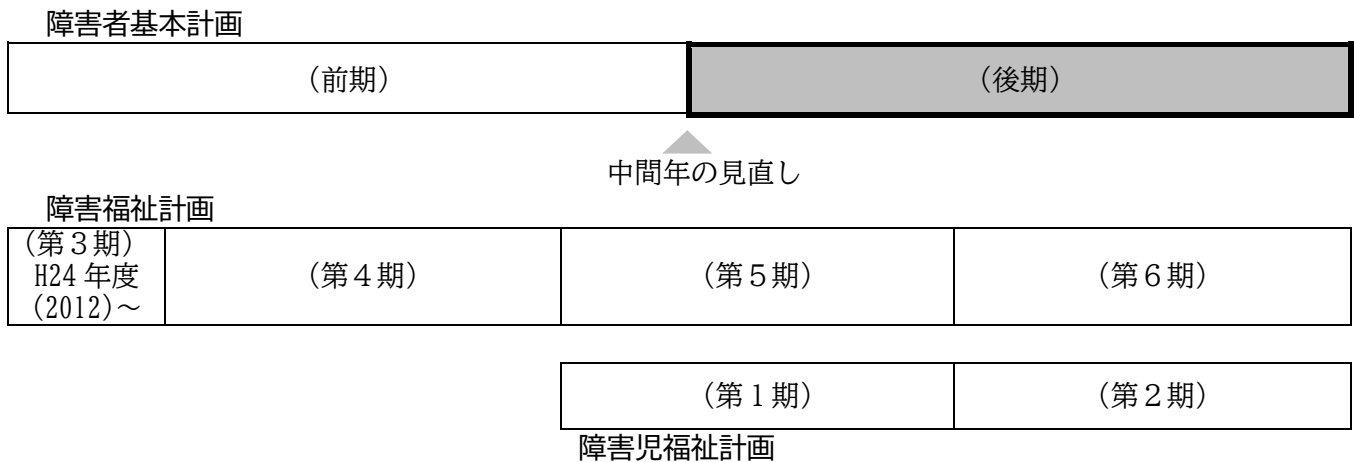 障害者基本計画
（前期）
（後期）
中間年の見直し
障害福祉計画
（第３期）
H24 年度
(2012)～
（第４期）
（第５期）
（第６期）
（第１期）
（第２期）
障害児福祉計画